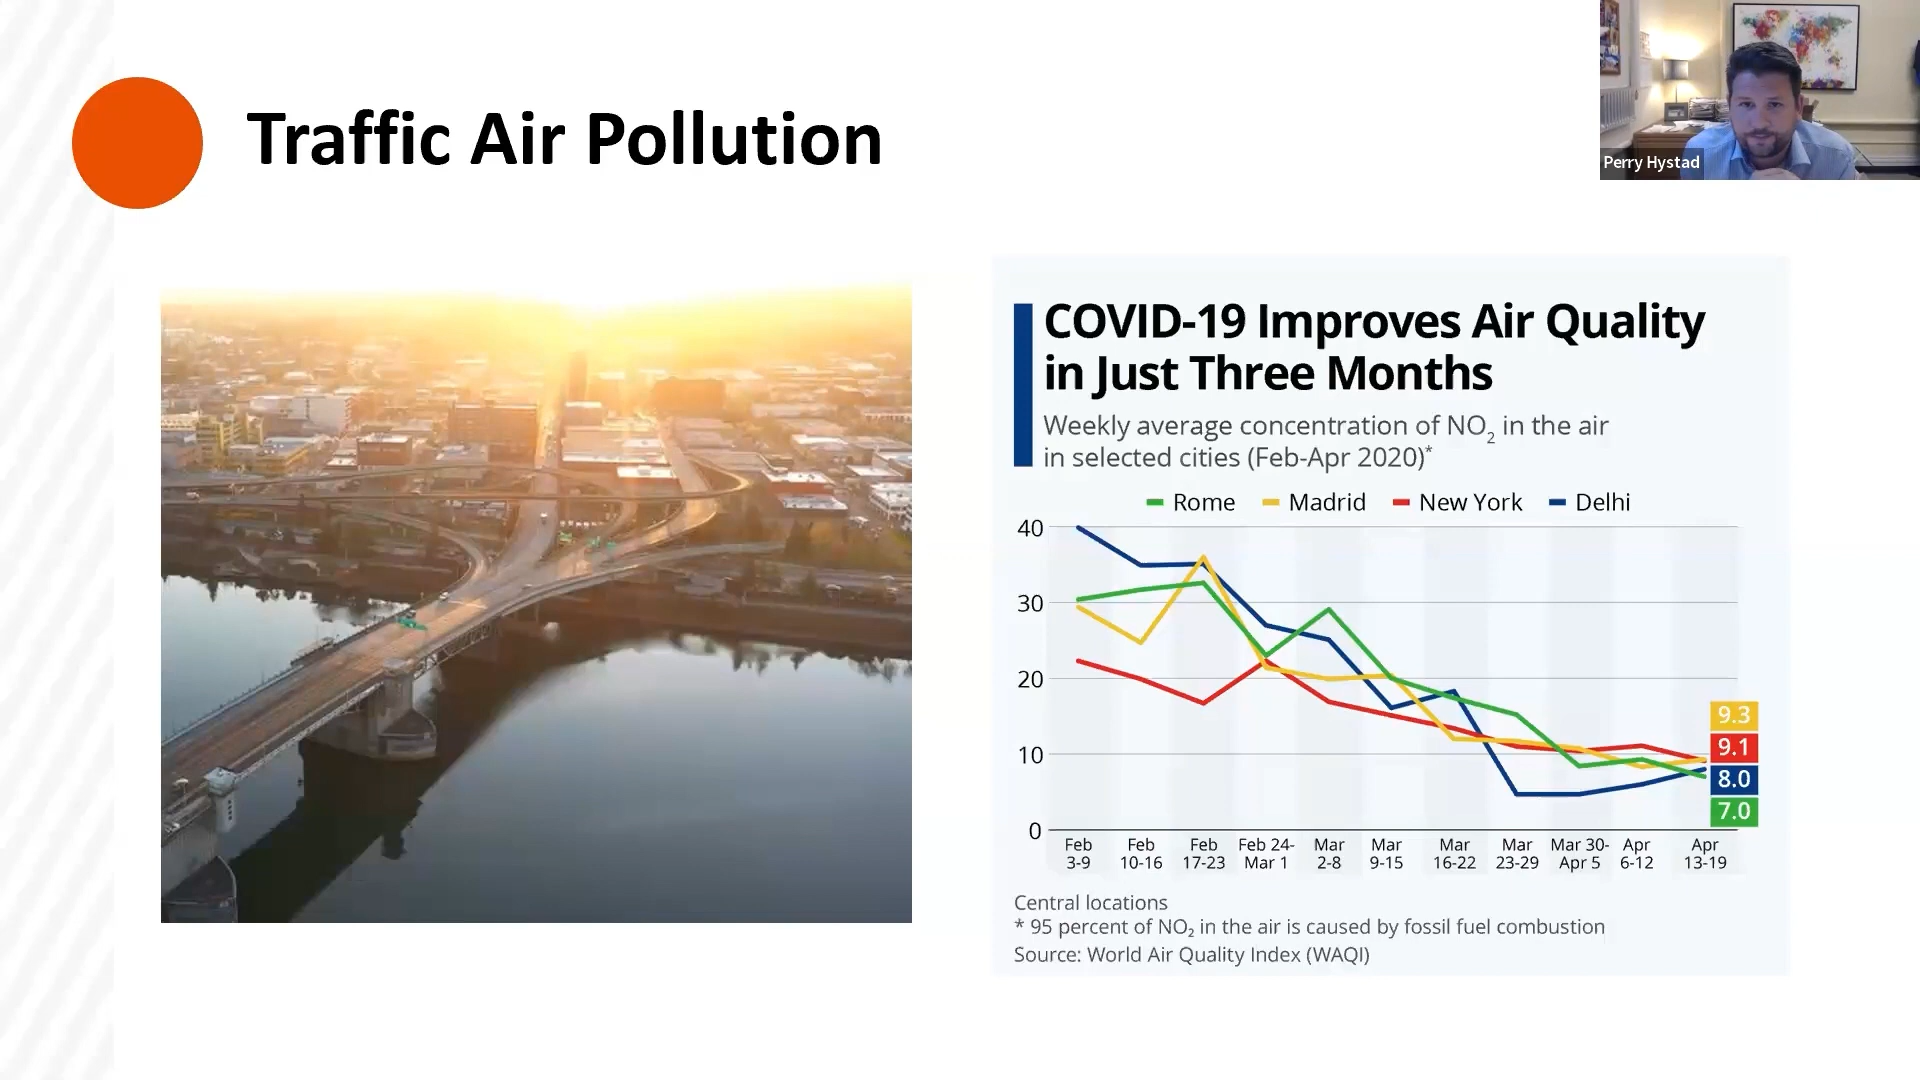 Traffic Air Pollution
Perry Hystad
COVID-19 Improves Air Quality
in Just Three Months
Weekly average concentration of NO₂ in the air
in selected cities (Feb-Apr 2020)*
Rome Madrid New York Delhi
40
30
20
10
0
9.3
9.1
8.0
7.0
Feb 3-9
Feb 10-16
Feb 17-23
Feb 24-Mar 1
Mar 2-8
Mar 9-15
Mar 16-22
Mar 23-29
Mar 30-Apr 5
Apr 6-12
Apr 13-19
Central locations
* 95 percent of NO₂ in the air is caused by fossil fuel combustion
Source: World Air Quality Index (WAQI)